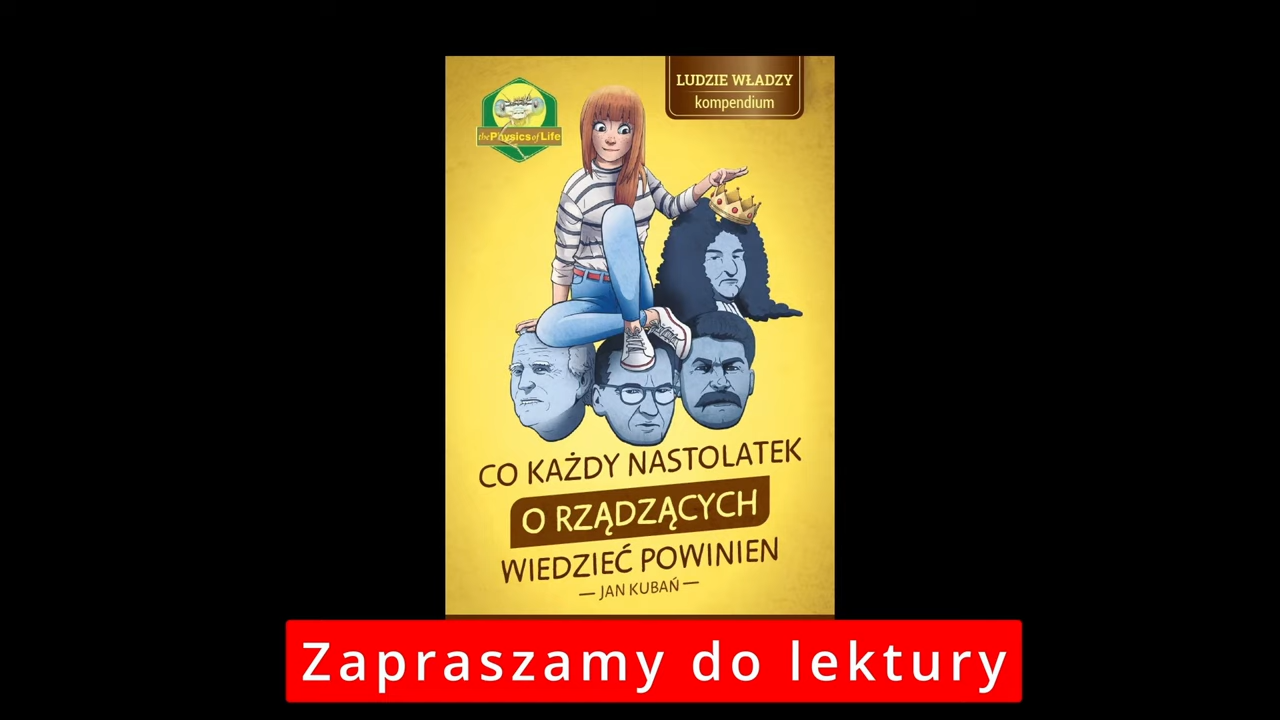 LUDZIE WŁADZY
kompendium
the Physics of Life
CO KAŻDY NASTOLATEK
O RZĄDZĄCYCH
WIEDZIEĆ POWINIEN
— JAN KUBAŃ —
Zapraszamy do lektury